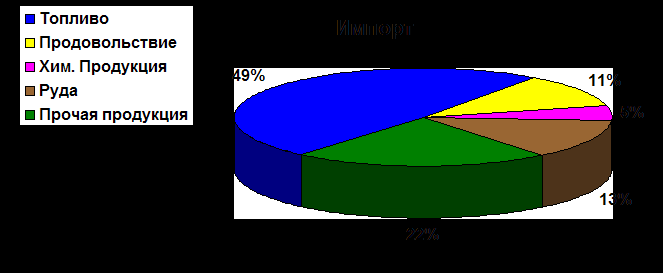 Импорт
Топливо
Продовольствие
Хим. Продукция
Руда
Прочая продукция
49%
11%
5%
13%
22%